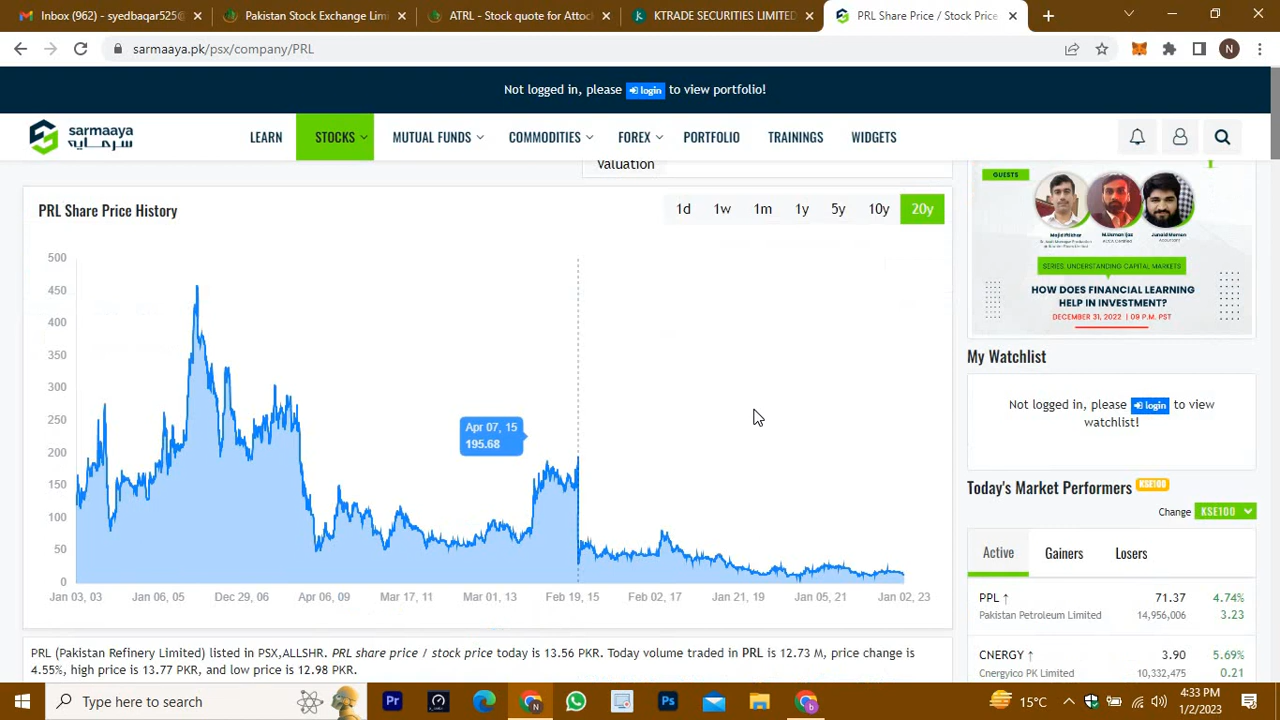 Inbox (962) - syedbaqar525@
Pakistan Stock Exchange Limi
ATRL - Stock quote for Attock
KTRADE SECURITIES LIMITED
PRL Share Price / Stock Price
sarmaaya.pk/psx/company/PRL
N
Not logged in, please login to view portfolio!
sarmaaya
سرمایہ
LEARN STOCKS MUTUAL FUNDS COMMODITIES FOREX PORTFOLIO TRAININGS WIDGETS
Valuation
PRL Share Price History
1d 1w 1m 1y 5y 10y 20y
500
450
400
350
300
250
200
150
100
50
0
Apr 07, 15
195.68
Jan 03, 03 Jan 06, 05 Dec 29, 06 Apr 06, 09 Mar 17, 11 Mar 01, 13 Feb 19, 15 Feb 02, 17 Jan 21, 19 Jan 05, 21 Jan 02, 23
PRL (Pakistan Refinery Limited) listed in PSX,ALLSHR. PRL share price / stock price today is 13.56 PKR. Today volume traded in PRL is 12.73 M, price change is
4.55%, high price is 13.77 PKR, and low price is 12.98 PKR.
GUESTS
SERIES: UNDERSTANDING CAPITAL MARKETS
HOW DOES FINANCIAL LEARNING
HELP IN INVESTMENT?
DECEMBER 31, 2022 | 09 P.M. PST
My Watchlist
Not logged in, please login to view
watchlist!
Today's Market Performers KSE100
Change KSE100
Active Gainers Losers
PPL ↑ 71.37 4.74%
Pakistan Petroleum Limited 14,956,006 3.23
CNERGY ↑ 3.90 5.69%
Cnergyico PK Limited 10,332,475 0.21
Type here to search
Pr
Ps
N
b
15°C
4:33 PM
1/2/2023